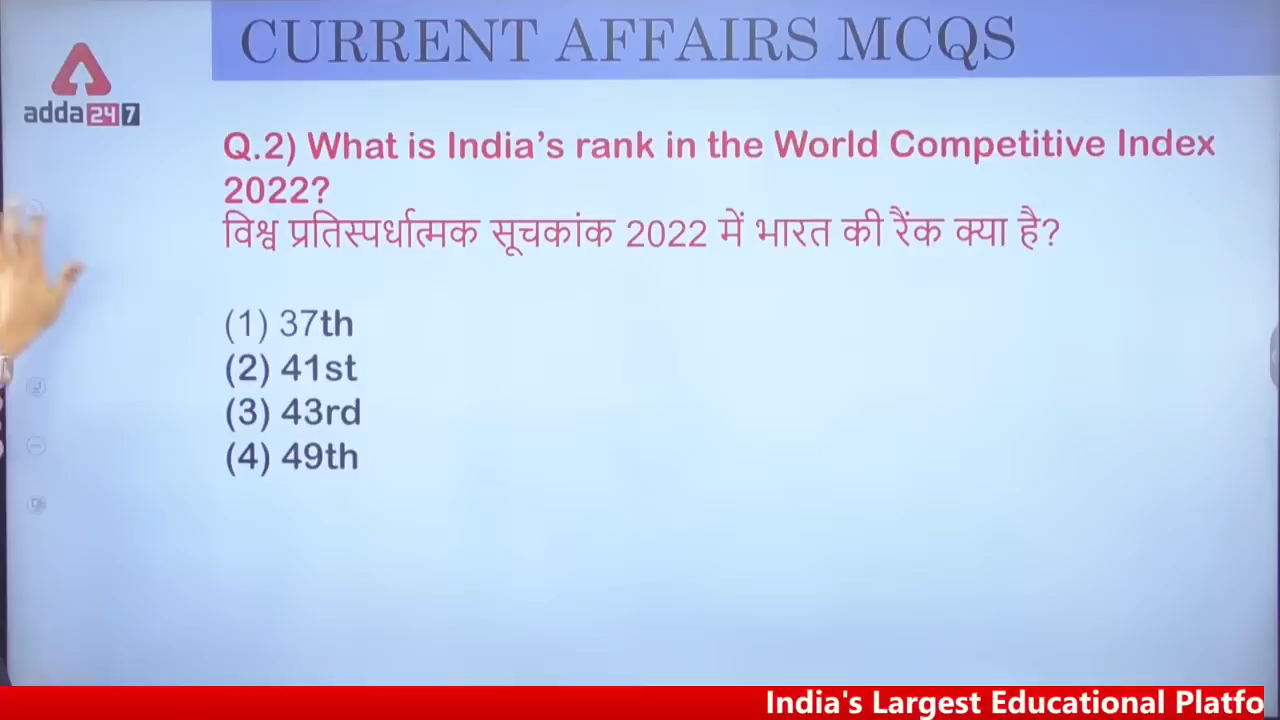 CURRENT AFFAIRS MCQS
adda247
Q.2) What is India's rank in the World Competitive Index
2022?
विश्व प्रतिस्पर्धात्मक सूचकांक 2022 में भारत की रैंक क्या है?
(1) 37th
(2) 41st
(3) 43rd
(4) 49th
India's Largest Educational Platfo